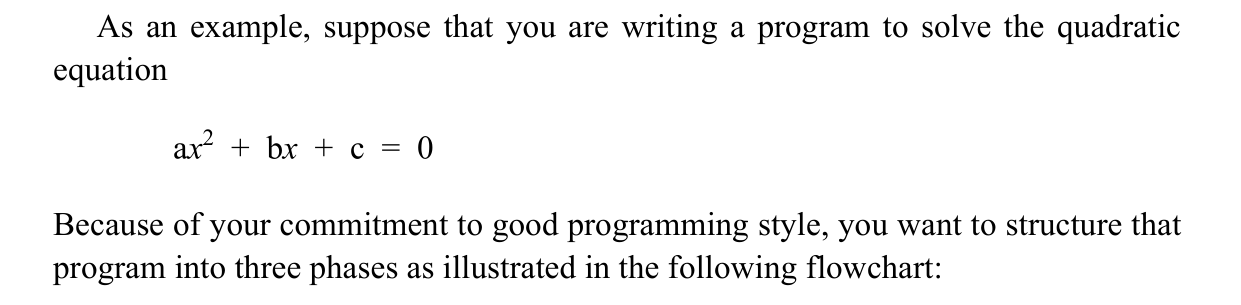 As an example, suppose that you are writing a program to solve the quadratic
equation
ax² + bx + c = 0
Because of your commitment to good programming style, you want to structure that
program into three phases as illustrated in the following flowchart: